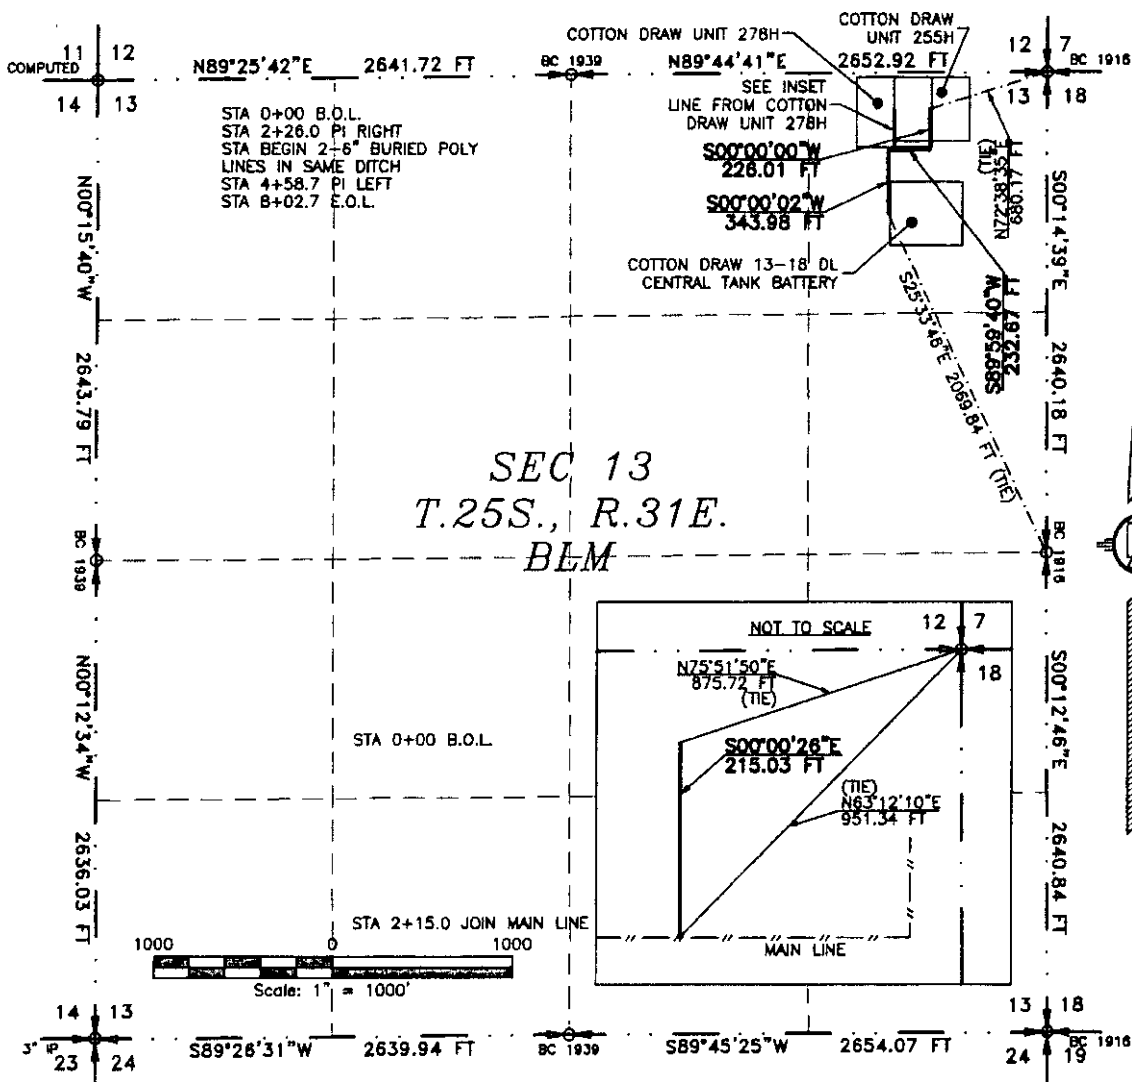 COTTON DRAW UNIT 278H
COTTON DRAW
UNIT 255H
11 12
COMPUTED
14 13
N89°25'42"E 2641.72 FT
BC 1939
N89°44'41"E 2652.92 FT
12 7
BC 1916
13 18
STA 0+00 B.O.L.
STA 2+26.0 PI RIGHT
STA BEGIN 2-6" BURIED POLY
LINES IN SAME DITCH
STA 4+58.7 PI LEFT
STA 8+02.7 E.O.L.
SEE INSET
LINE FROM COTTON
DRAW UNIT 278H
S00°00'00"W
226.01 FT
S00°00'02"W
343.98 FT
COTTON DRAW 13-18 DL
CENTRAL TANK BATTERY
N72°38'35"E
680.17 FT
(TIE)
S89°59'40"W
232.67 FT
S25°33'48"E 2069.84 FT (TIE)
N00°15'40"W 2643.79 FT
S00°14'39"E 2640.18 FT
SEC 13
T.25S., R.31E.
BLM
BC 1939
BC 1916
N00°12'34"W 2636.03 FT
S00°12'46"E 2640.84 FT
NOT TO SCALE
12 7
18
N75°51'50"E
875.72 FT
(TIE)
S00°00'26"E
215.03 FT
(TIE)
N63°12'10"E
951.34 FT
MAIN LINE
STA 0+00 B.O.L.
STA 2+15.0 JOIN MAIN LINE
1000 0 1000
Scale: 1" = 1000'
14 13
3" IP
23 24
S89°26'31"W 2639.94 FT
BC 1939
S89°45'25"W 2654.07 FT
13 18
BC 1916
24 19